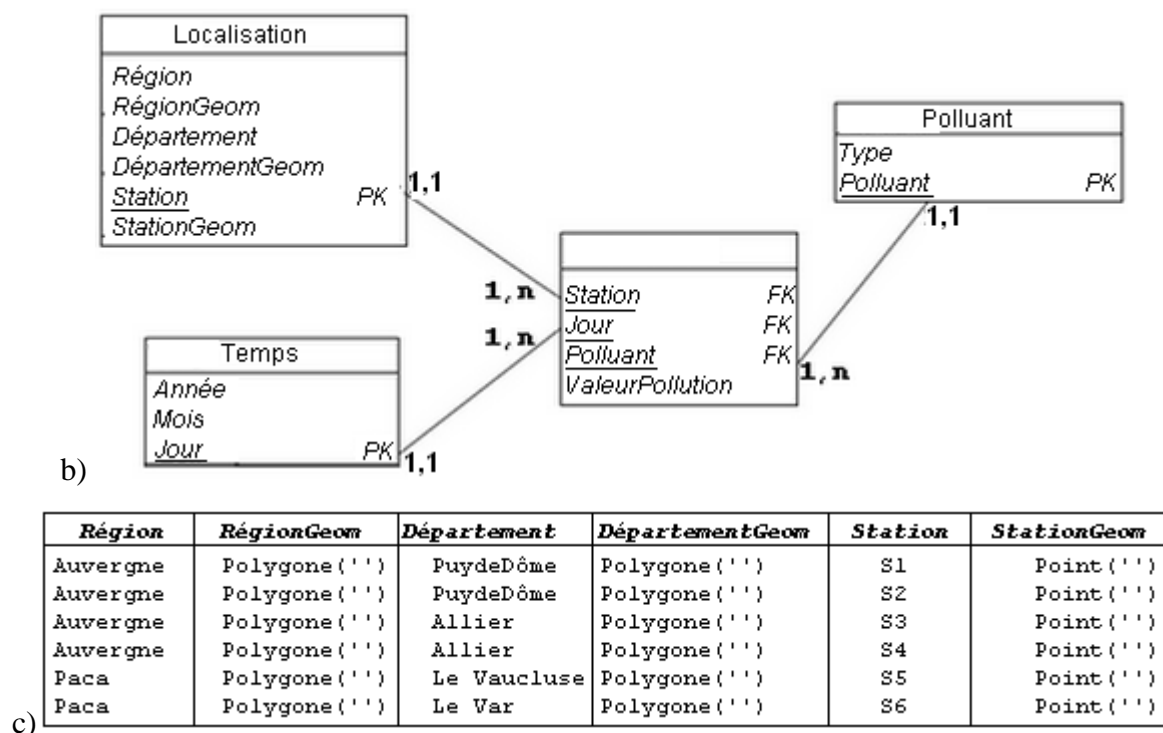 Localisation
Région
RégionGeom
Département
DépartementGeom
Station PK
StationGeom
1,1
Polluant
Type
Polluant PK
1,1
1,n
Station FK
Jour FK
Polluant FK
ValeurPollution
1,n
1,n
Temps
Année
Mois
Jour PK
1,1
b)
Région RégionGeom Département DépartementGeom Station StationGeom
Auvergne Polygone('') PuydeDôme Polygone('') S1 Point('')
Auvergne Polygone('') PuydeDôme Polygone('') S2 Point('')
Auvergne Polygone('') Allier Polygone('') S3 Point('')
Auvergne Polygone('') Allier Polygone('') S4 Point('')
Paca Polygone('') Le Vaucluse Polygone('') S5 Point('')
Paca Polygone('') Le Var Polygone('') S6 Point('')
c)